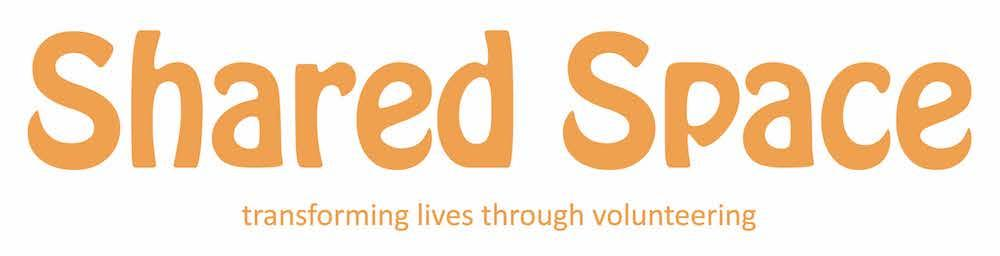 Shared Space
transforming lives through volunteering